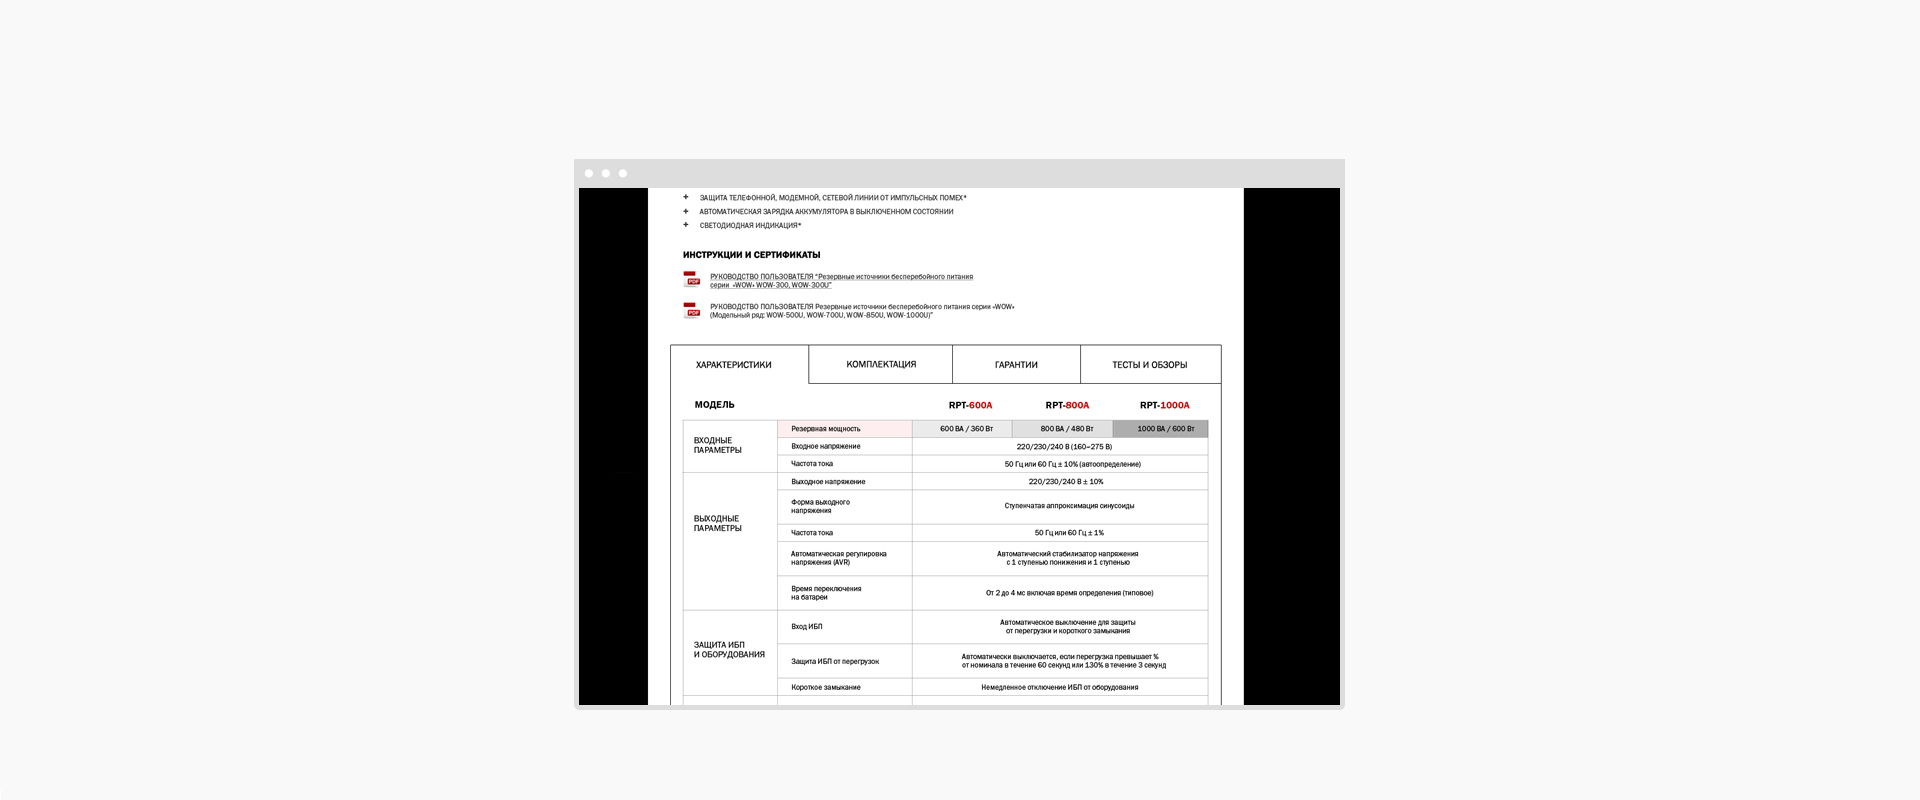 + ЗАЩИТА ТЕЛЕФОННОЙ, МОДЕМНОЙ, СЕТЕВОЙ ЛИНИИ ОТ ИМПУЛЬСНЫХ ПОМЕХ*
+ АВТОМАТИЧЕСКАЯ ЗАРЯДКА АККУМУЛЯТОРА В ВЫКЛЮЧЕННОМ СОСТОЯНИИ
+ СВЕТОДИОДНАЯ ИНДИКАЦИЯ*
ИНСТРУКЦИИ И СЕРТИФИКАТЫ
PDF РУКОВОДСТВО ПОЛЬЗОВАТЕЛЯ "Резервные источники бесперебойного питания
серии «WOW» WOW-300, WOW-300U"
PDF РУКОВОДСТВО ПОЛЬЗОВАТЕЛЯ Резервные источники бесперебойного питания серии «WOW»
(Модельный ряд: WOW-500U, WOW-700U, WOW-850U, WOW-1000U)"
ХАРАКТЕРИСТИКИ КОМПЛЕКТАЦИЯ ГАРАНТИИ ТЕСТЫ И ОБЗОРЫ
МОДЕЛЬ RPT-600A RPT-800A RPT-1000A
ВХОДНЫЕ
ПАРАМЕТРЫ
Резервная мощность 600 ВА / 360 Вт 800 ВА / 480 Вт 1000 ВА / 600 Вт
Входное напряжение 220/230/240 В (160–275 В)
Частота тока 50 Гц или 60 Гц ± 10% (автоопределение)
ВЫХОДНЫЕ
ПАРАМЕТРЫ
Выходное напряжение 220/230/240 В ± 10%
Форма выходного
напряжения
Ступенчатая аппроксимация синусоиды
Частота тока 50 Гц или 60 Гц ± 1%
Автоматическая регулировка
напряжения (AVR)
Автоматический стабилизатор напряжения
с 1 ступенью понижения и 1 ступенью
Время переключения
на батареи
От 2 до 4 мс включая время определения (типовое)
ЗАЩИТА ИБП
И ОБОРУДОВАНИЯ
Вход ИБП
Автоматическое выключение для защиты
от перегрузки и короткого замыкания
Защита ИБП от перегрузок
Автоматически выключается, если перегрузка превышает %
от номинала в течение 60 секунд или 130% в течение 3 секунд
Короткое замыкание Немедленное отключение ИБП от оборудования